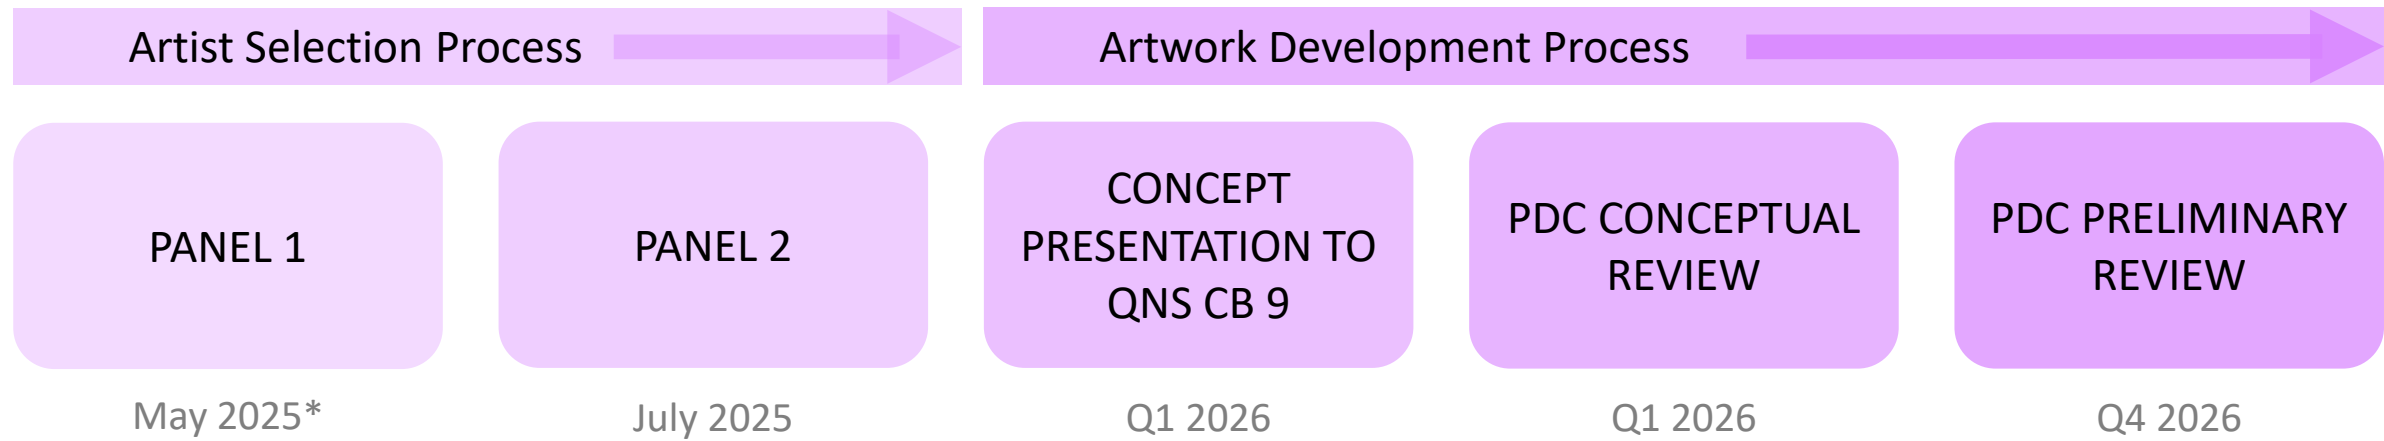 Artist Selection Process
Artwork Development Process
PANEL 1
PANEL 2
CONCEPT
PRESENTATION TO
QNS CB 9
PDC CONCEPTUAL
REVIEW
PDC PRELIMINARY
REVIEW
May 2025*
July 2025
Q1 2026
Q1 2026
Q4 2026